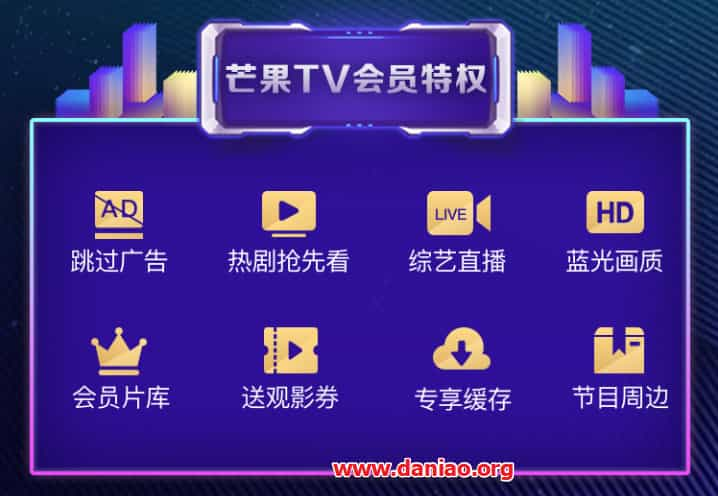 芒果TV会员特权
AD
LIVE
HD
跳过广告
热剧抢先看
综艺直播
蓝光画质
会员片库
送观影券
专享缓存
节目周边
www.daniao.org